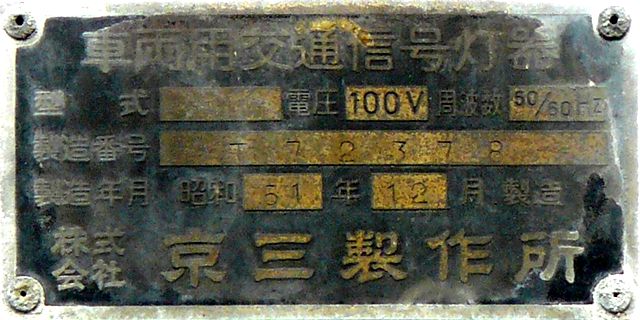 車両用交通信号灯器
型式 電圧 100V 周波数 50/60HZ
製造番号 72378
製造年月 昭和 51 年 12 月 製造
株式会社 京三製作所